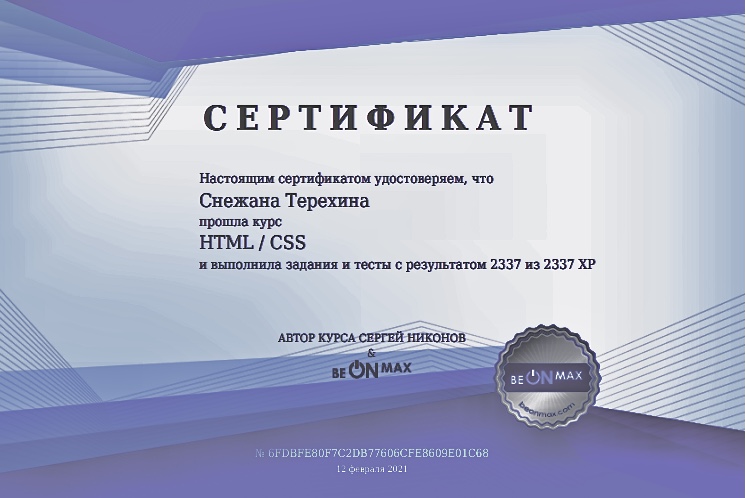 СЕРТИФИКАТ
Настоящим сертификатом удостоверяем, что
Снежана Терехина
прошла курс
HTML / CSS
и выполнила задания и тесты с результатом 2337 из 2337 XP
АВТОР КУРСА СЕРГЕЙ НИКОНОВ
&
BE ON MAX
BE ON MAX
beonmax.com
№ 6FDBFE80F7C2DB77606CFE8609E01C68
12 февраля 2021